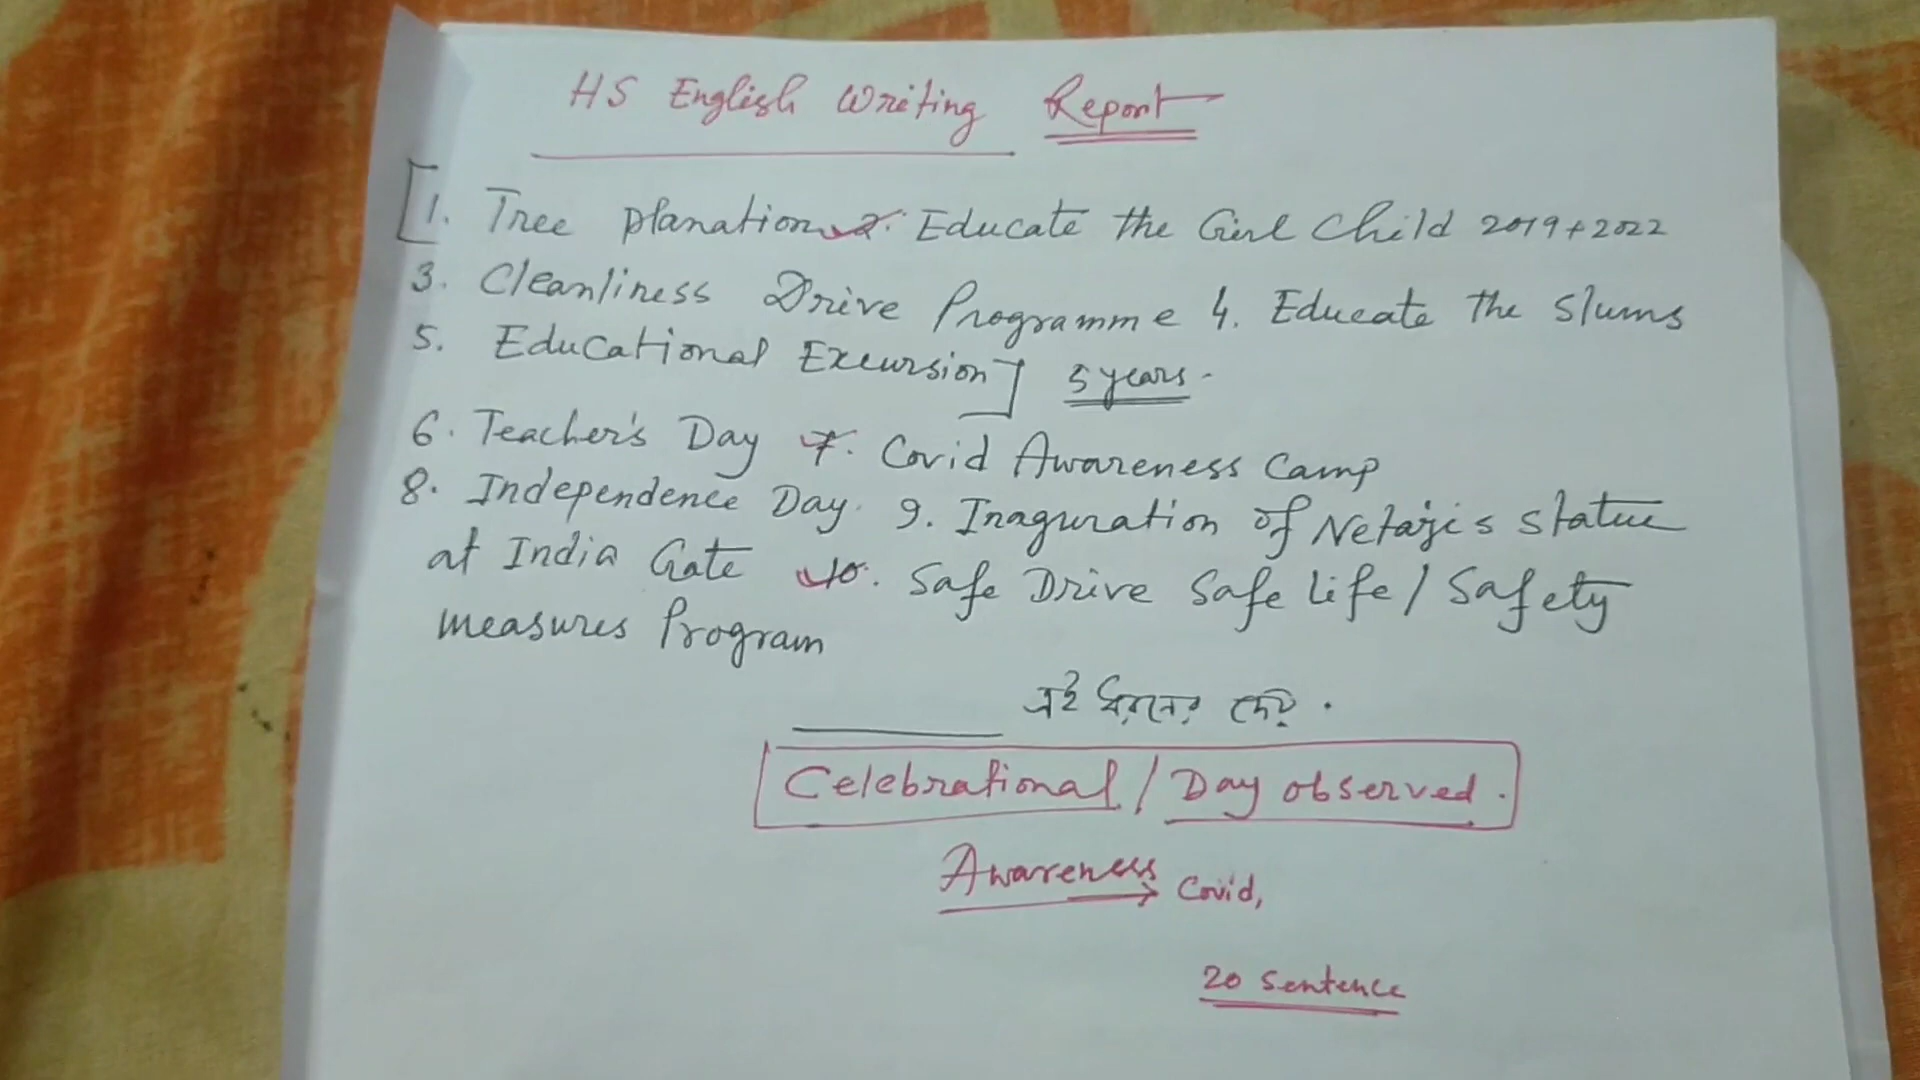 HS English Writing Report
1. Tree planation 2. Educate the Girl Child 2019+2022
3. Cleanliness Drive Programme 4. Educate the Slums
5. Educational Excursion] 5 years.
6. Teacher's Day 7. Covid Awareness Camp
8. Independence Day. 9. Inaguration of Netaji's statue
at India Gate 10. Safe Drive Safe life / Safety
measures Program
এই ধরনের দেয়.
Celebrational / Day observed.
Awareness → Covid,
20 sentence